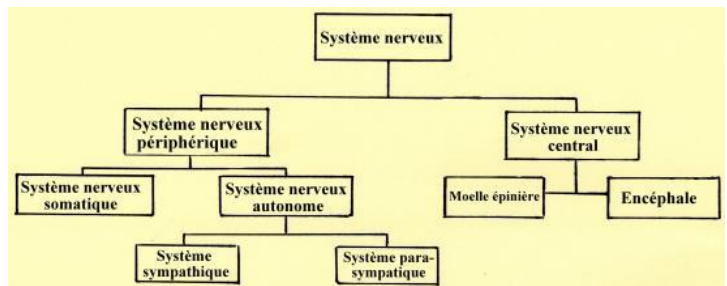 Système nerveux
Système nerveux
périphérique
Système nerveux
central
Système nerveux
somatique
Système nerveux
autonome
Moelle épinière
Encéphale
Système
sympathique
Système para-
sympatique